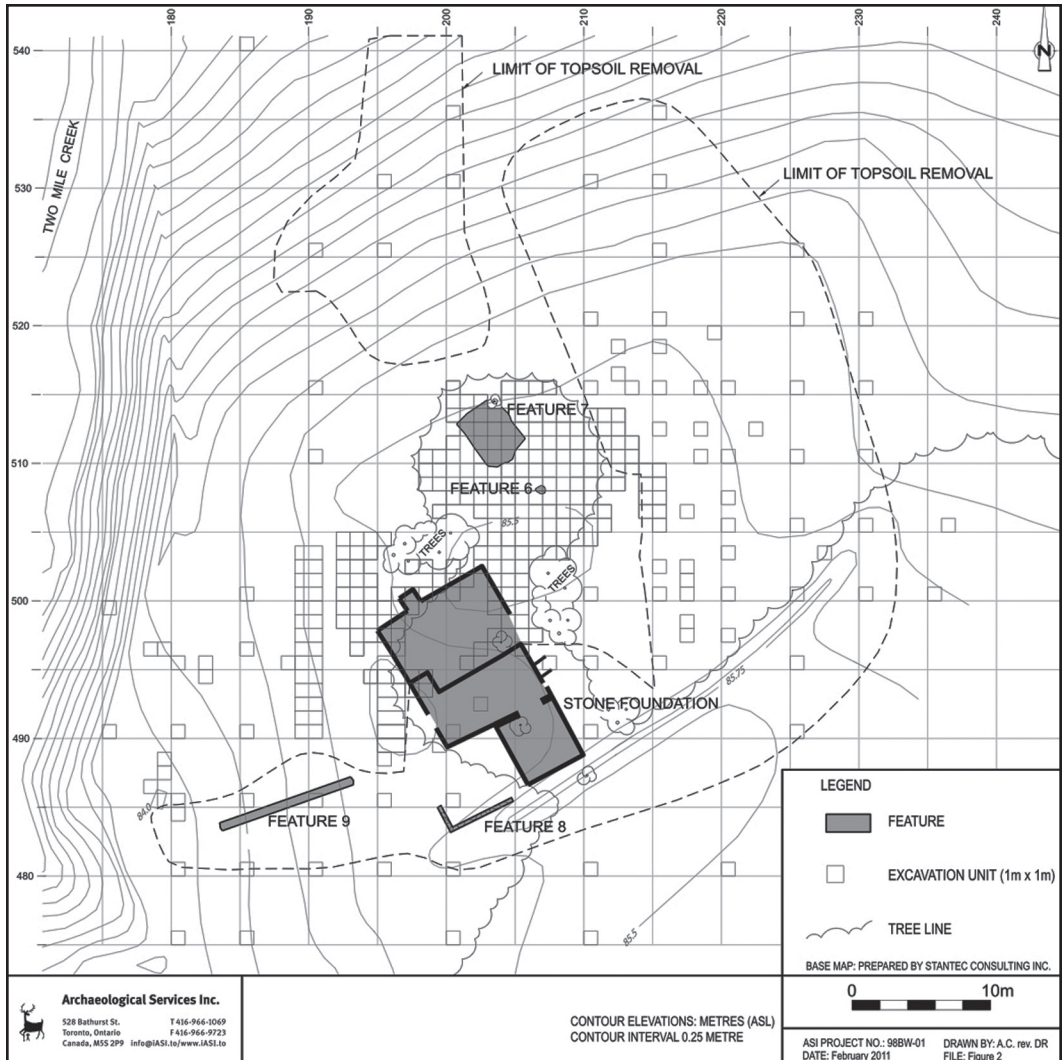 180
190
200
210
220
230
240
540
530
520
510
500
490
480
N
TWO MILE CREEK
LIMIT OF TOPSOIL REMOVAL
LIMIT OF TOPSOIL REMOVAL
FEATURE 7
FEATURE 6
85.5
TREES
TREES
85.75
STONE FOUNDATION
84.0
FEATURE 9
FEATURE 8
85.5
LEGEND
FEATURE
EXCAVATION UNIT (1m x 1m)
TREE LINE
BASE MAP: PREPARED BY STANTEC CONSULTING INC.
0 10m
Archaeological Services Inc.
528 Bathurst St. T 416-966-1069
Toronto, Ontario F 416-966-9723
Canada, M5S 2P9 info@iASI.to/www.iASI.to
CONTOUR ELEVATIONS: METRES (ASL)
CONTOUR INTERVAL 0.25 METRE
ASI PROJECT NO.: 98BW-01 DRAWN BY: A.C. rev. DR
DATE: February 2011 FILE: Figure 2